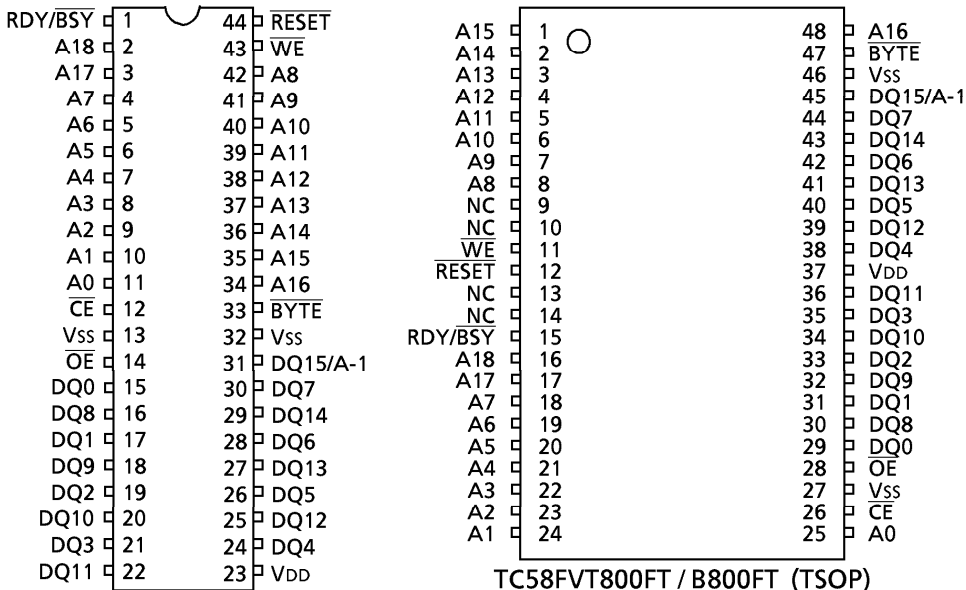 RDY/BSY 1 44 RESET
A18 2 43 WE
A17 3 42 A8
A7 4 41 A9
A6 5 40 A10
A5 6 39 A11
A4 7 38 A12
A3 8 37 A13
A2 9 36 A14
A1 10 35 A15
A0 11 34 A16
CE 12 33 BYTE
VSS 13 32 VSS
OE 14 31 DQ15/A-1
DQ0 15 30 DQ7
DQ8 16 29 DQ14
DQ1 17 28 DQ6
DQ9 18 27 DQ13
DQ2 19 26 DQ5
DQ10 20 25 DQ12
DQ3 21 24 DQ4
DQ11 22 23 VDD
A15 1 48 A16
A14 2 47 BYTE
A13 3 46 VSS
A12 4 45 DQ15/A-1
A11 5 44 DQ7
A10 6 43 DQ14
A9 7 42 DQ6
A8 8 41 DQ13
NC 9 40 DQ5
NC 10 39 DQ12
WE 11 38 DQ4
RESET 12 37 VDD
NC 13 36 DQ11
NC 14 35 DQ3
RDY/BSY 15 34 DQ10
A18 16 33 DQ2
A17 17 32 DQ9
A7 18 31 DQ1
A6 19 30 DQ8
A5 20 29 DQ0
A4 21 28 OE
A3 22 27 VSS
A2 23 26 CE
A1 24 25 A0
TC58FVT800FT / B800FT (TSOP)